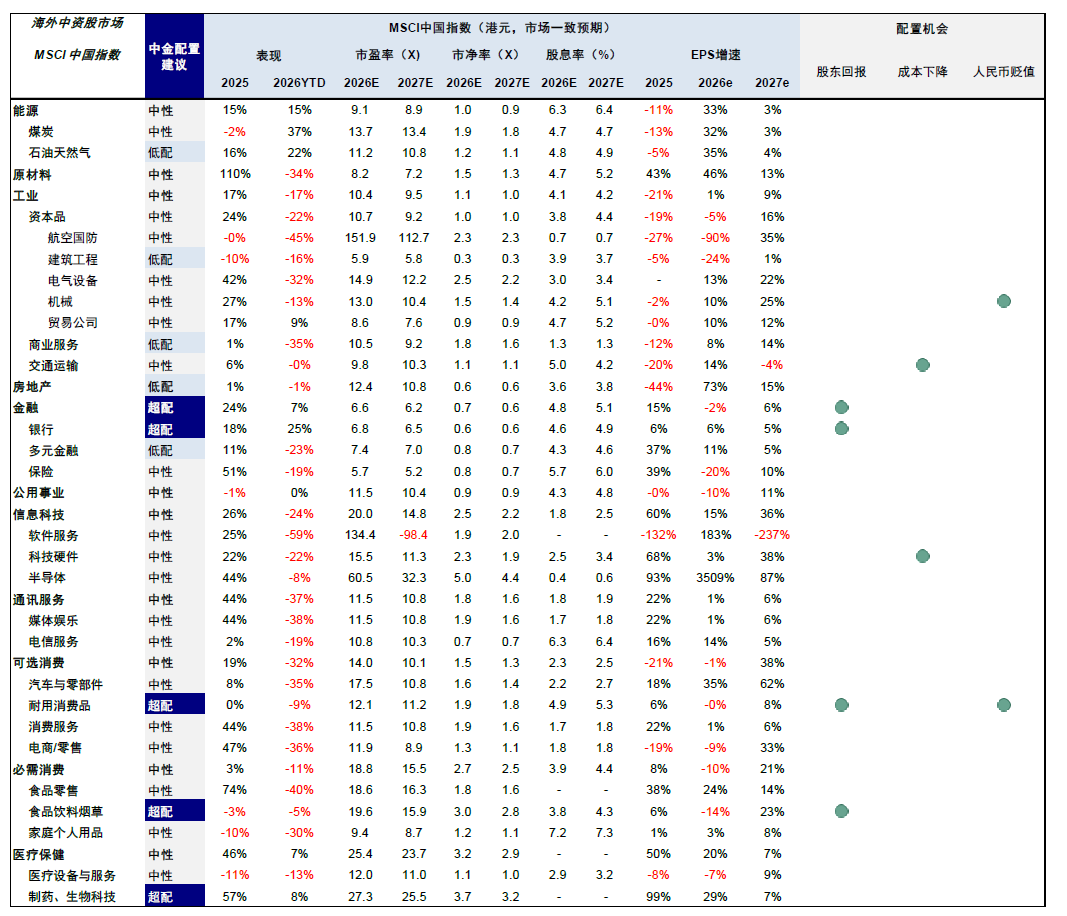 海外中资股市场
MSCI 中国指数
中金配置
建议
MSCI中国指数（港元，市场一致预期）
配置机会
表现 市盈率（X) 市净率（X) 股息率（%) EPS增速
股东回报 成本下降 人民币贬值
2025 2026YTD 2026E 2027E 2026E 2027E 2026E 2027E 2025 2026e 2027e
能源 中性 15% 15% 9.1 8.9 1.0 0.9 6.3 6.4 -11% 33% 3%
煤炭 中性 -2% 37% 13.7 13.4 1.9 1.8 4.7 4.7 -13% 32% 3%
石油天然气 低配 16% 22% 11.2 10.8 1.2 1.1 4.8 4.9 -5% 35% 4%
原材料 中性 110% -34% 8.2 7.2 1.5 1.3 4.7 5.2 43% 46% 13%
工业 中性 17% -17% 10.4 9.5 1.1 1.0 4.1 4.2 -21% 1% 9%
资本品 中性 24% -22% 10.7 9.2 1.0 1.0 3.8 4.4 -19% -5% 16%
航空国防 中性 -0% -45% 151.9 112.7 2.3 2.3 0.7 0.7 -27% -90% 35%
建筑工程 低配 -10% -16% 5.9 5.8 0.3 0.3 3.9 3.7 -5% -24% 1%
电气设备 中性 42% -32% 14.9 12.2 2.5 2.2 3.0 3.4 - 13% 22%
机械 中性 27% -13% 13.0 10.4 1.5 1.4 4.2 5.1 -2% 10% 25%
贸易公司 中性 17% 9% 8.6 7.6 0.9 0.9 4.7 5.2 -0% 10% 12%
商业服务 低配 1% -35% 10.5 9.2 1.8 1.6 1.3 1.3 -12% 8% 14%
交通运输 中性 6% -0% 9.8 10.3 1.1 1.1 5.0 4.2 -20% 14% -4%
房地产 低配 1% -1% 12.4 10.8 0.6 0.6 3.6 3.8 -44% 73% 15%
金融 超配 24% 7% 6.6 6.2 0.7 0.6 4.8 5.1 15% -2% 6%
银行 超配 18% 25% 6.8 6.5 0.6 0.6 4.6 4.9 6% 6% 5%
多元金融 低配 11% -23% 7.4 7.0 0.8 0.7 4.3 4.6 37% 11% 5%
保险 中性 51% -19% 5.7 5.2 0.8 0.7 5.7 6.0 39% -20% 10%
公用事业 中性 -1% 0% 11.5 10.4 0.9 0.9 4.3 4.8 -0% -10% 11%
信息科技 中性 26% -24% 20.0 14.8 2.5 2.2 1.8 2.5 60% 15% 36%
软件服务 中性 25% -59% 134.4 -98.4 1.9 2.0 - - -132% 183% -237%
科技硬件 中性 22% -22% 15.5 11.3 2.3 1.9 2.5 3.4 68% 3% 38%
半导体 中性 44% -8% 60.5 32.3 5.0 4.4 0.4 0.6 93% 3509% 87%
通讯服务 中性 44% -37% 11.5 10.8 1.8 1.6 1.8 1.9 22% 1% 6%
媒体娱乐 中性 44% -38% 11.5 10.8 1.9 1.6 1.7 1.8 22% 1% 6%
电信服务 中性 2% -19% 10.8 10.3 0.7 0.7 6.3 6.4 16% 14% 5%
可选消费 中性 19% -32% 14.0 10.1 1.5 1.3 2.3 2.5 -21% -1% 38%
汽车与零部件 中性 8% -35% 17.5 10.8 1.6 1.4 2.2 2.7 18% 35% 62%
耐用消费品 超配 0% -9% 12.1 11.2 1.9 1.8 4.9 5.3 6% -0% 8%
消费服务 中性 44% -38% 11.5 10.8 1.9 1.6 1.7 1.8 22% 1% 6%
电商/零售 中性 47% -36% 11.9 8.9 1.3 1.1 1.8 1.8 -19% -9% 33%
必需消费 中性 3% -11% 18.8 15.5 2.7 2.5 3.9 4.4 8% -10% 21%
食品零售 中性 74% -40% 18.6 16.3 1.8 1.6 - - 38% 24% 14%
食品饮料烟草 超配 -3% -5% 19.6 15.9 3.0 2.8 3.8 4.3 6% -14% 23%
家庭个人用品 中性 -10% -30% 9.4 8.7 1.2 1.1 7.2 7.3 1% 3% 8%
医疗保健 中性 46% 7% 25.4 23.7 3.2 2.9 - - 50% 20% 7%
医疗设备与服务 中性 -11% -13% 12.0 11.0 1.1 1.0 2.9 3.2 -8% -7% 9%
制药、生物科技 超配 57% 8% 27.3 25.5 3.7 3.2 - - 99% 29% 7%